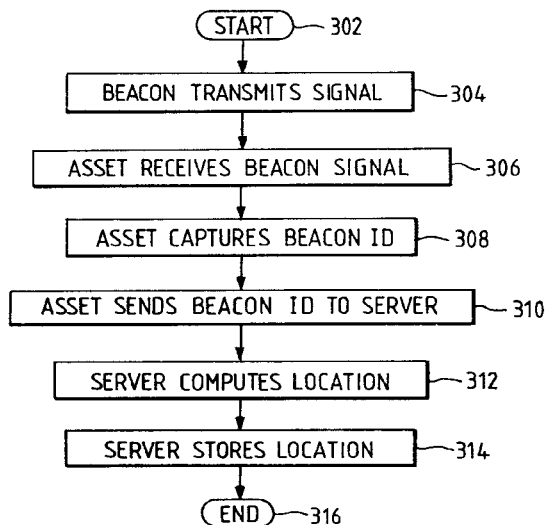 START 302
BEACON TRANSMITS SIGNAL 304
ASSET RECEIVES BEACON SIGNAL 306
ASSET CAPTURES BEACON ID 308
ASSET SENDS BEACON ID TO SERVER 310
SERVER COMPUTES LOCATION 312
SERVER STORES LOCATION 314
END 316